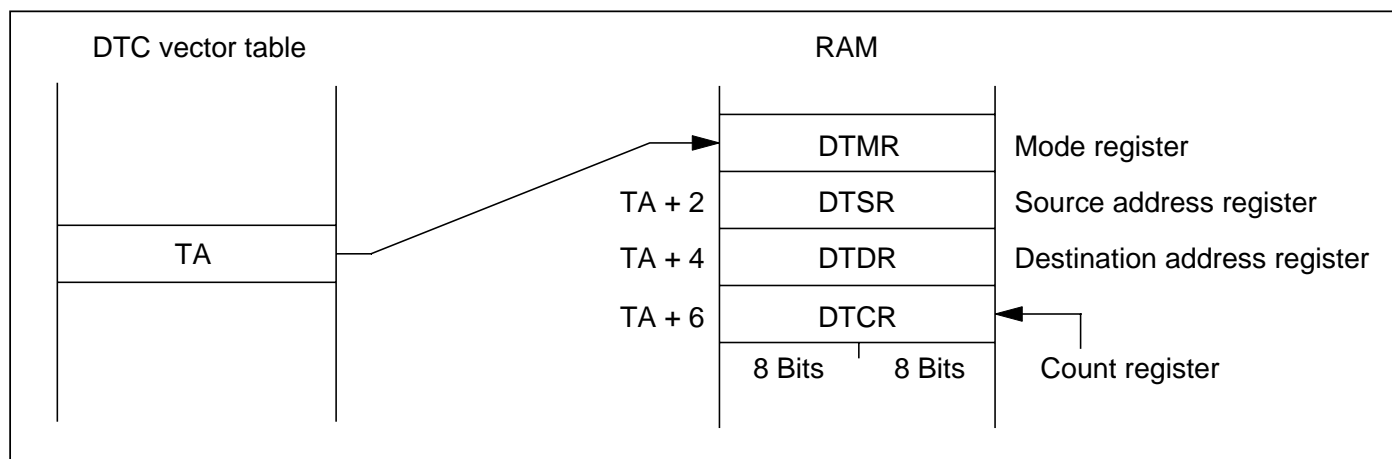 DTC vector table
RAM
DTMR
Mode register
TA + 2
DTSR
Source address register
TA
TA + 4
DTDR
Destination address register
TA + 6
DTCR
8 Bits
8 Bits
Count register